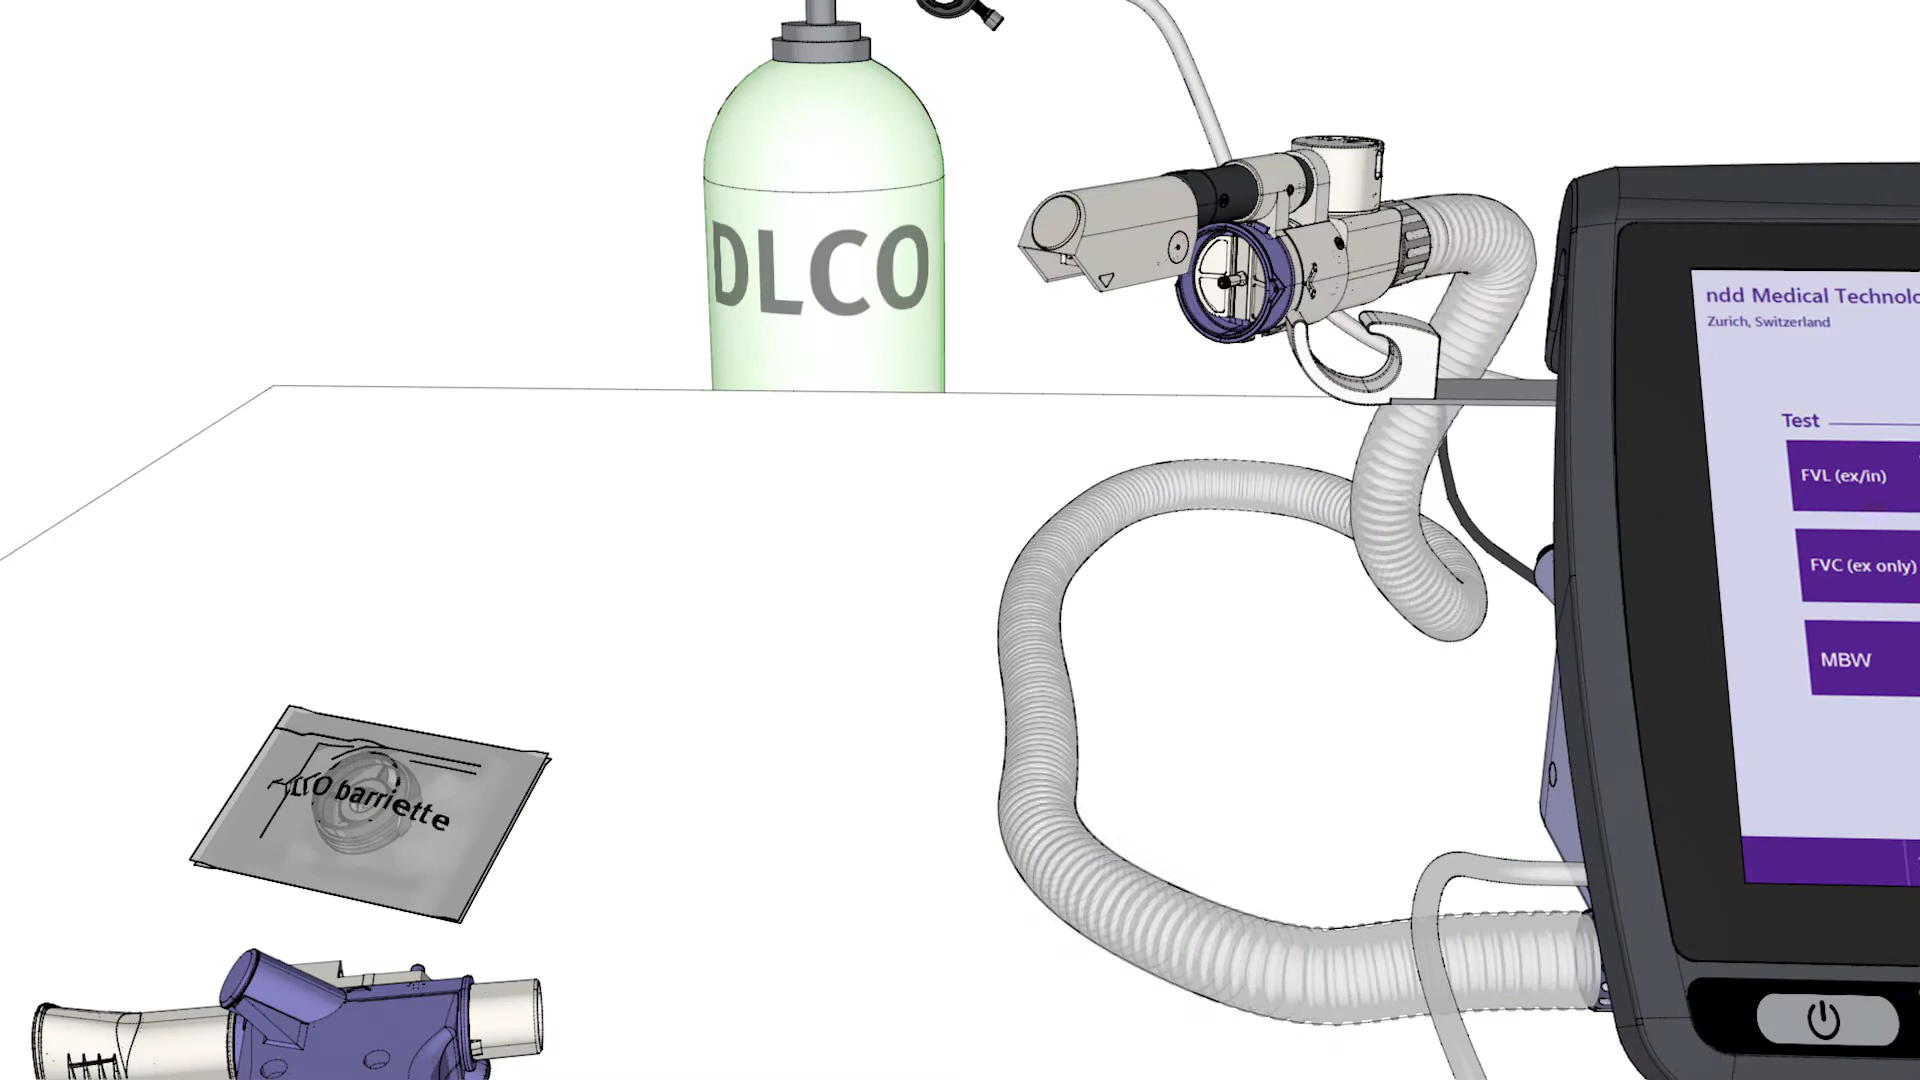 DLCO
ndd Medical Technolo
Zurich, Switzerland
Test
FVL (ex/in)
FVC (ex only)
MBW
barriette